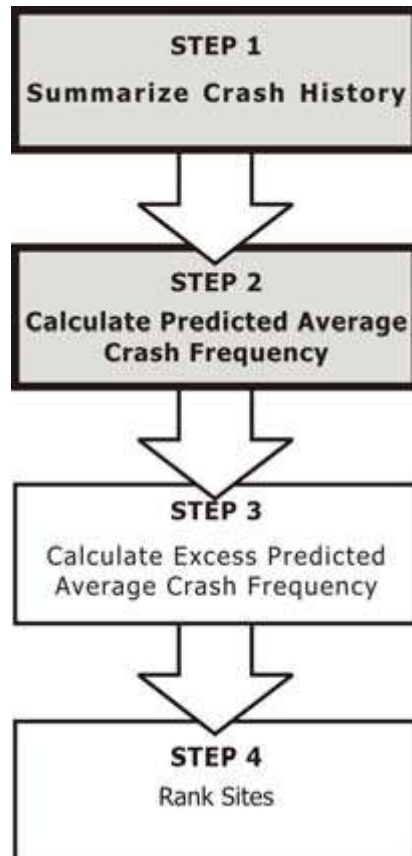 STEP 1
Summarize Crash History
STEP 2
Calculate Predicted Average
Crash Frequency
STEP 3
Calculate Excess Predicted
Average Crash Frequency
STEP 4
Rank Sites